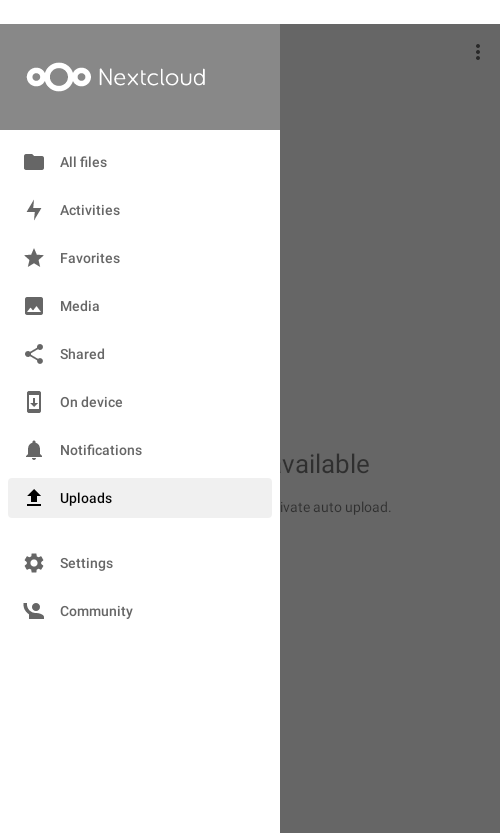 Nextcloud
All files
Activities
Favorites
Media
Shared
On device
Notifications
vailable
Uploads
ivate auto upload.
Settings
Community